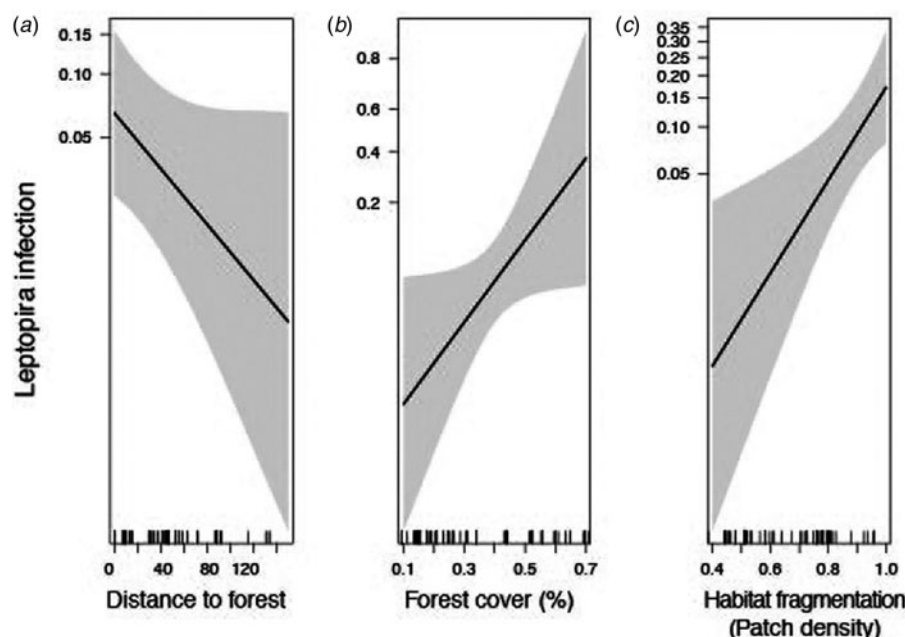 (a)
0.15
0.10
0.05
0 40 80 120
Distance to forest
(b)
0.8
0.6
0.4
0.2
0.1 0.3 0.5 0.7
Forest cover (%)
(c)
0.35
0.30
0.25
0.20
0.15
0.10
0.05
0.4 0.6 0.8 1.0
Habitat fragmentation
(Patch density)
Leptopira infection